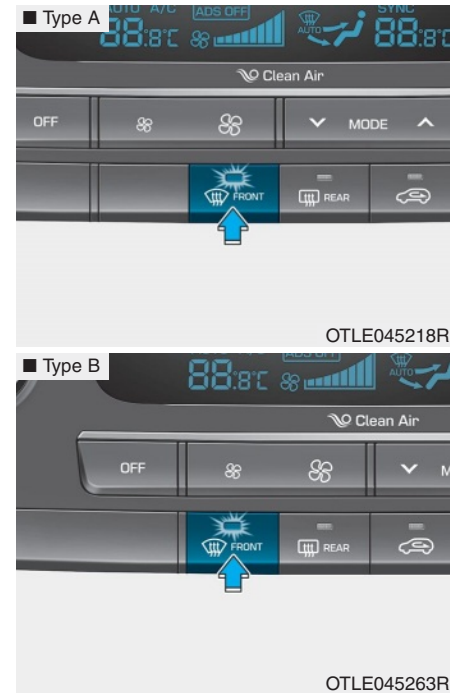 ■ Type A
AUTO A/C ADS OFF SYNC
88:8°C AUTO 88:8°C
Clean Air
OFF MODE
FRONT REAR
OTLE045218R
■ Type B
ADS OFF
88:8°C AUTO
Clean Air
OFF M
FRONT REAR
OTLE045263R